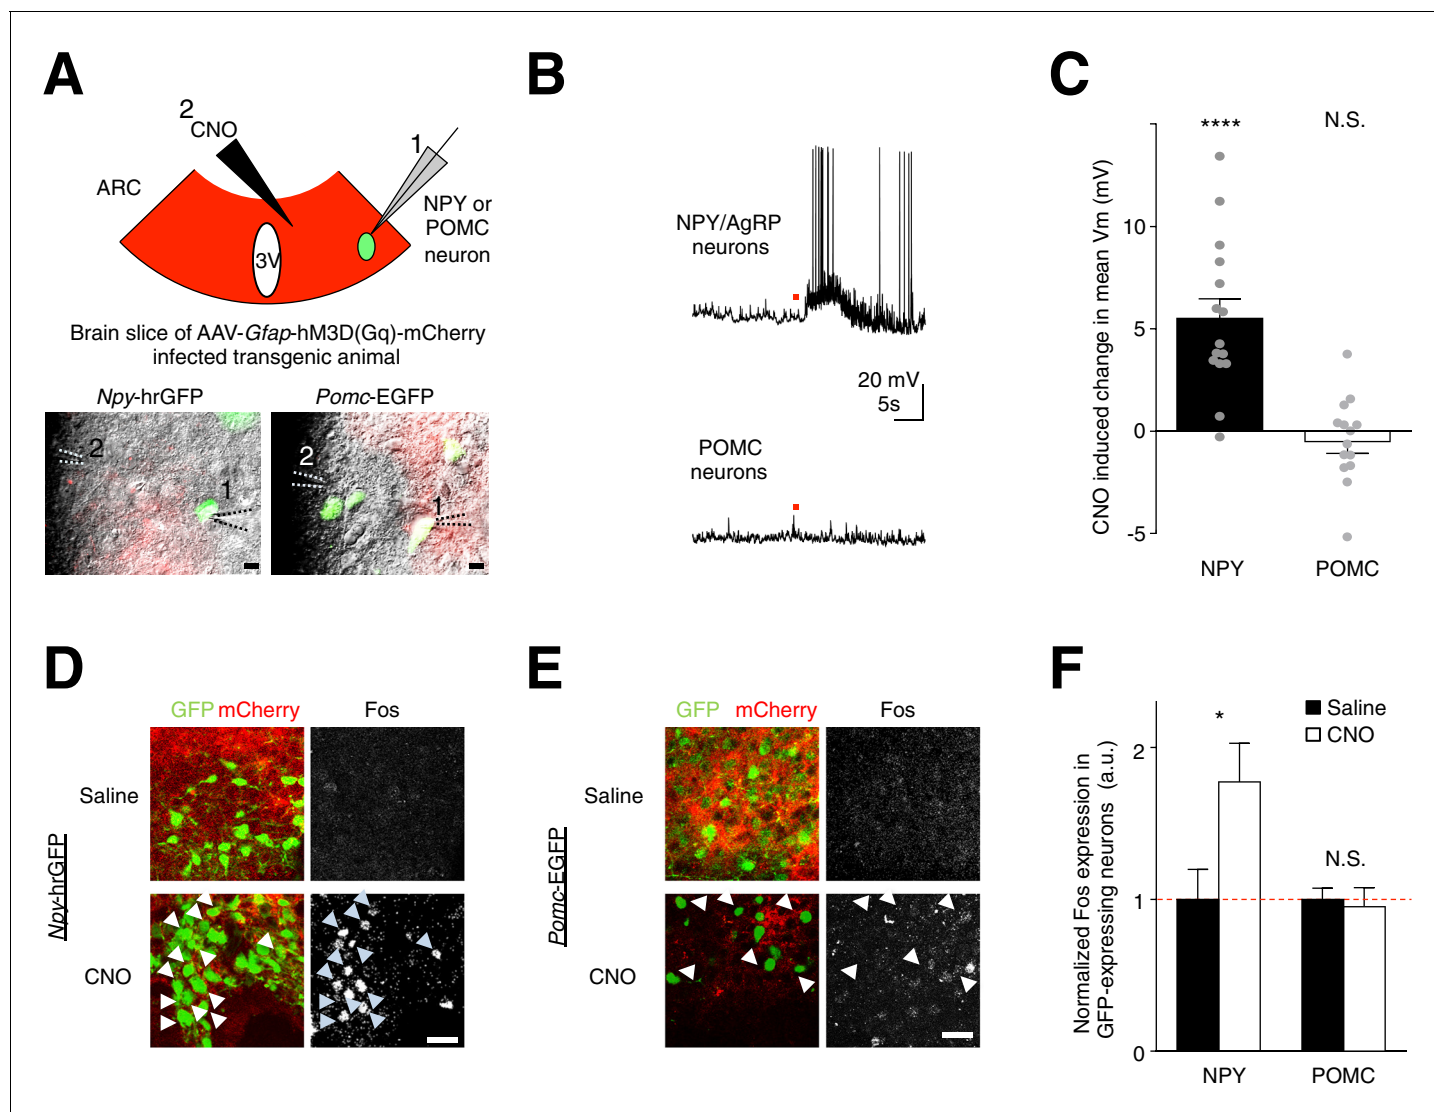 A
2
CNO
1
ARC
NPY or
POMC
neuron
3V
Brain slice of AAV-Gfap-hM3D(Gq)-mCherry
infected transgenic animal
Npy-hrGFP
Pomc-EGFP
2
1
2
1
B
NPY/AgRP
neurons
20 mV
5s
POMC
neurons
C
CNO induced change in mean Vm (mV)
****
N.S.
10
5
0
-5
NPY
POMC
D
GFP mCherry
Fos
Saline
CNO
Npy-hrGFP
E
GFP mCherry
Fos
Saline
CNO
Pomc-EGFP
F
Normalized Fos expression in
GFP-expressing neurons (a.u.)
Saline
CNO
*
N.S.
2
1
0
NPY
POMC